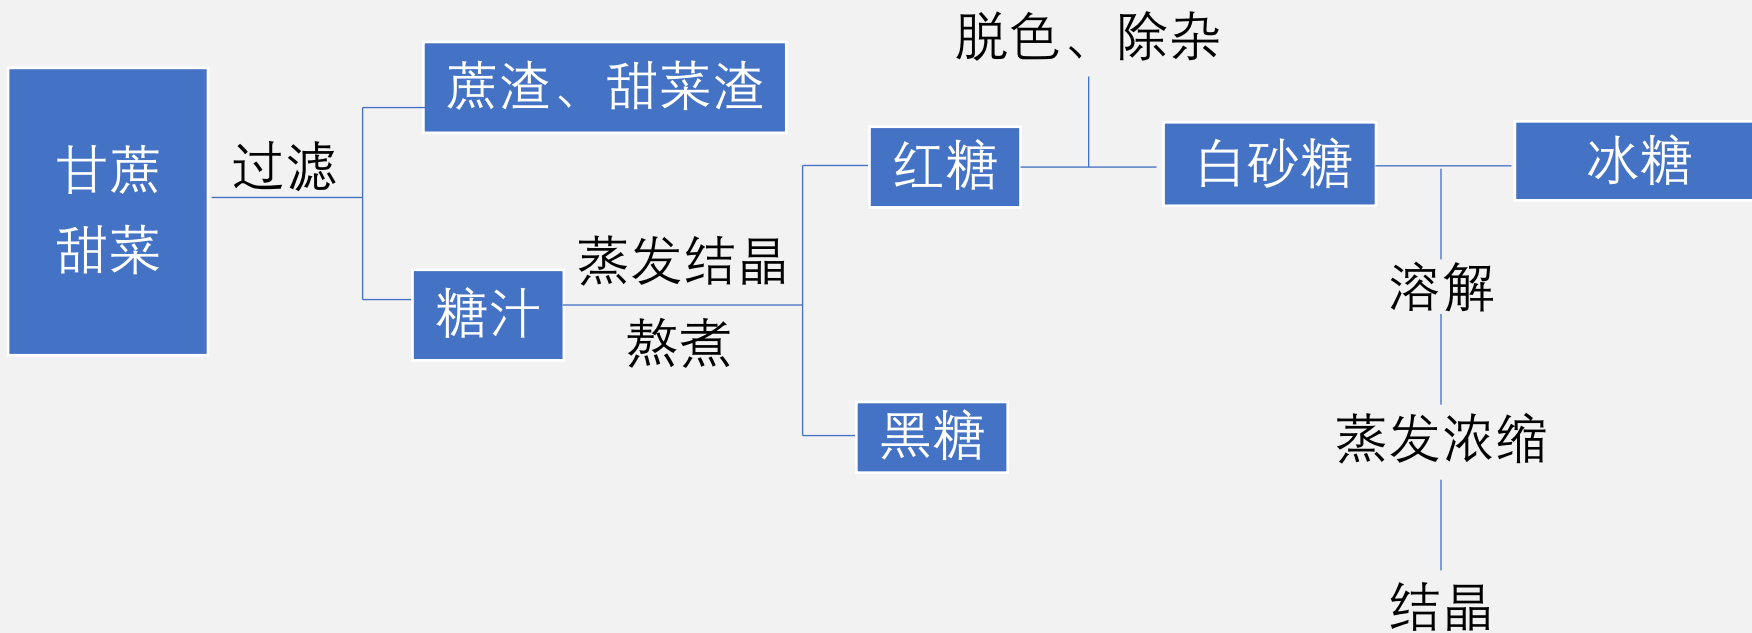 甘蔗
甜菜
过滤
蔗渣、甜菜渣
糖汁
蒸发结晶
熬煮
红糖
黑糖
脱色、除杂
白砂糖
冰糖
溶解
蒸发浓缩
结晶